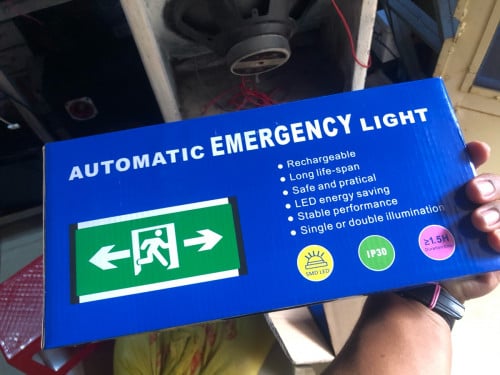 AUTOMATIC EMERGENCY LIGHT
• Rechargeable
• Long life-span
• Safe and pratical
• LED energy saving
• Stable performance
• Single or double illumination
SMD LED
IP30
≥1.5H